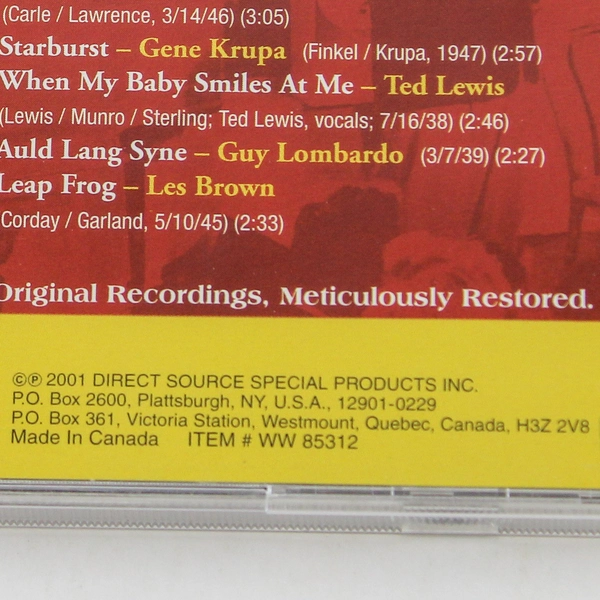 (Carle / Lawrence, 3/14/46) (3:05)
Starburst – Gene Krupa (Finkel / Krupa, 1947) (2:57)
When My Baby Smiles At Me – Ted Lewis
(Lewis / Munro / Sterling; Ted Lewis, vocals; 7/16/38) (2:46)
Auld Lang Syne – Guy Lombardo (3/7/39) (2:27)
Leap Frog – Les Brown
Corday / Garland, 5/10/45) (2:33)
Original Recordings, Meticulously Restored.
©℗ 2001 DIRECT SOURCE SPECIAL PRODUCTS INC.
P.O. Box 2600, Plattsburgh, NY, U.S.A., 12901-0229
P.O. Box 361, Victoria Station, Westmount, Quebec, Canada, H3Z 2V8
Made In Canada ITEM # WW 85312